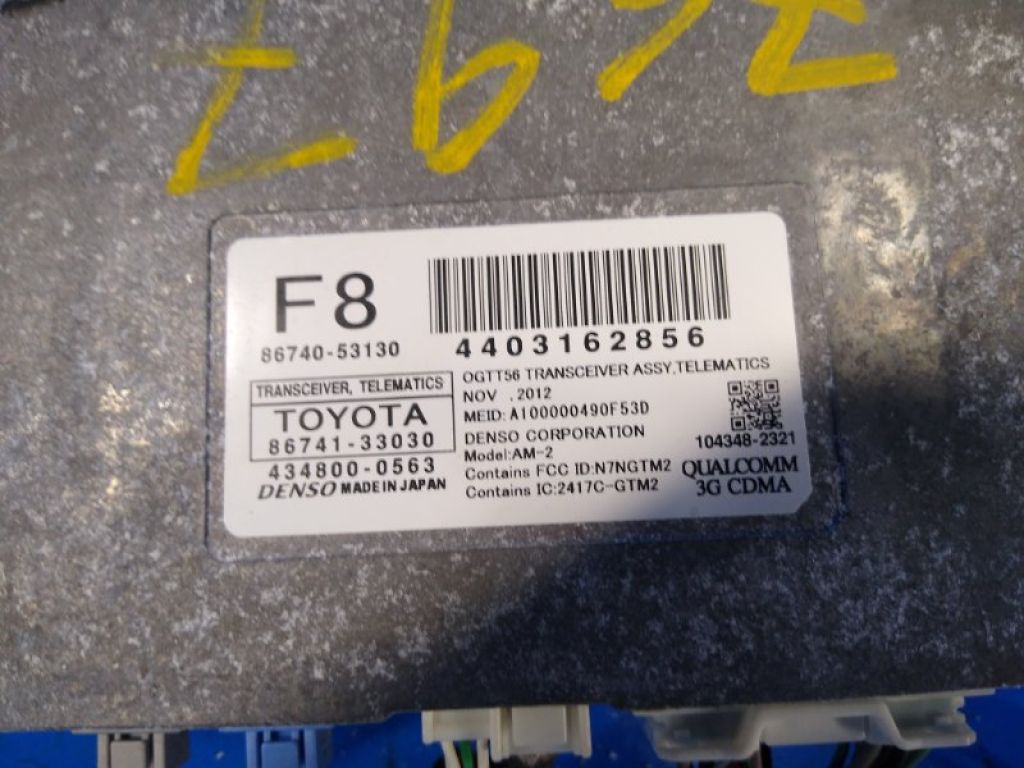 F8
86740-53130
TRANSCEIVER, TELEMATICS
TOYOTA
86741-33030
434800-0563
DENSO MADE IN JAPAN
4403162856
OGTT56 TRANSCEIVER ASSY,TELEMATICS
NOV .2012
MEID: A100000490F53D
DENSO CORPORATION
Model:AM-2
Contains FCC ID:N7NGTM2
Contains IC:2417C-GTM2
104348-2321
QUALCOMM
3G CDMA